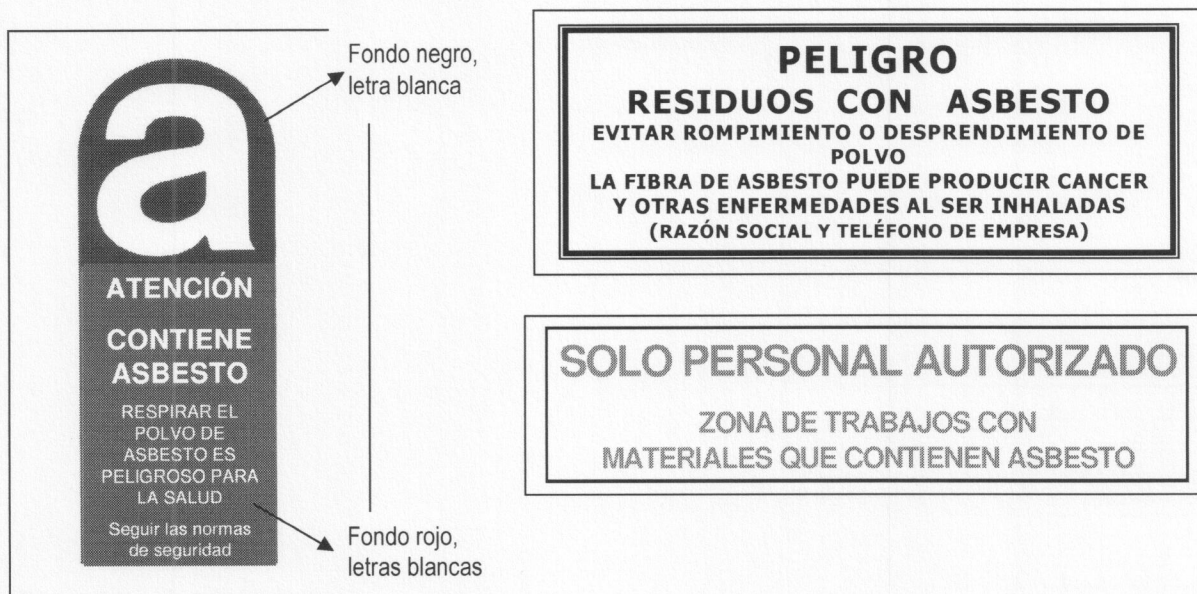 a
ATENCIÓN
CONTIENE
ASBESTO
RESPIRAR EL
POLVO DE
ASBESTO ES
PELIGROSO PARA
LA SALUD
Seguir las normas
de seguridad
Fondo negro,
letra blanca
Fondo rojo,
letras blancas
PELIGRO
RESIDUOS CON ASBESTO
EVITAR ROMPIMIENTO O DESPRENDIMIENTO DE
POLVO
LA FIBRA DE ASBESTO PUEDE PRODUCIR CANCER
Y OTRAS ENFERMEDADES AL SER INHALADAS
(RAZÓN SOCIAL Y TELÉFONO DE EMPRESA)
SOLO PERSONAL AUTORIZADO
ZONA DE TRABAJOS CON
MATERIALES QUE CONTIENEN ASBESTO